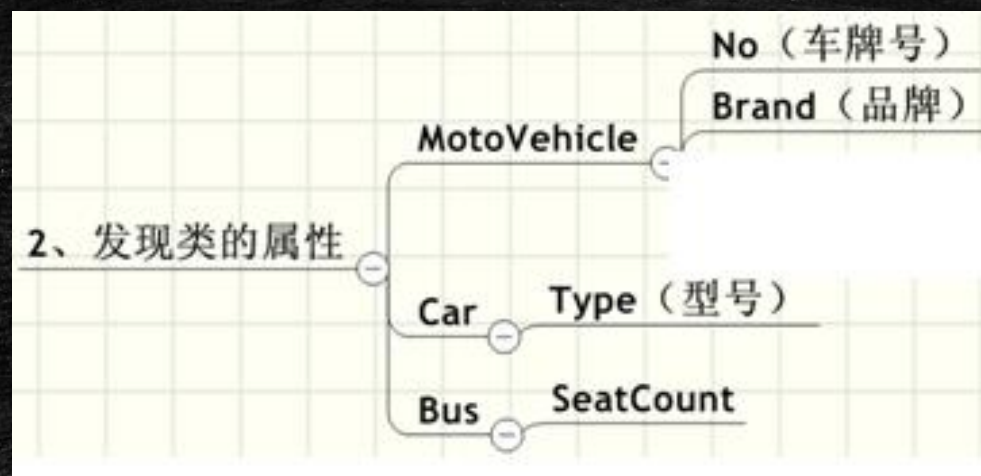 No（车牌号）
Brand（品牌）
MotoVehicle
2、发现类的属性
Type（型号）
Car
SeatCount
Bus